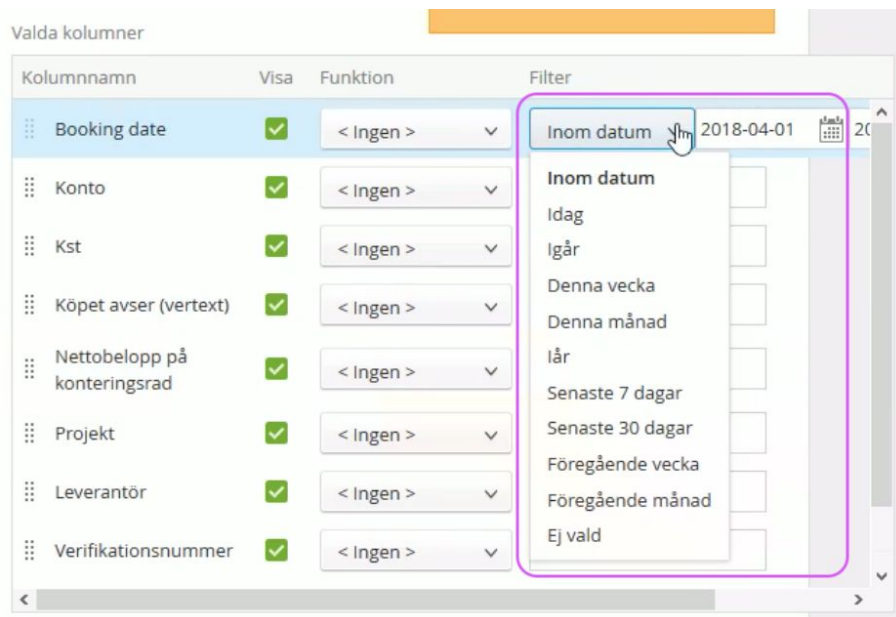 Valda kolumner
Kolumnnamn Visa Funktion Filter
Booking date < Ingen > Inom datum 2018-04-01 20
Konto < Ingen >
Kst < Ingen >
Köpet avser (vertext) < Ingen >
Nettobelopp på
konteringsrad < Ingen >
Projekt < Ingen >
Leverantör < Ingen >
Verifikationsnummer < Ingen >
Inom datum
Idag
Igår
Denna vecka
Denna månad
Iår
Senaste 7 dagar
Senaste 30 dagar
Föregående vecka
Föregående månad
Ej vald